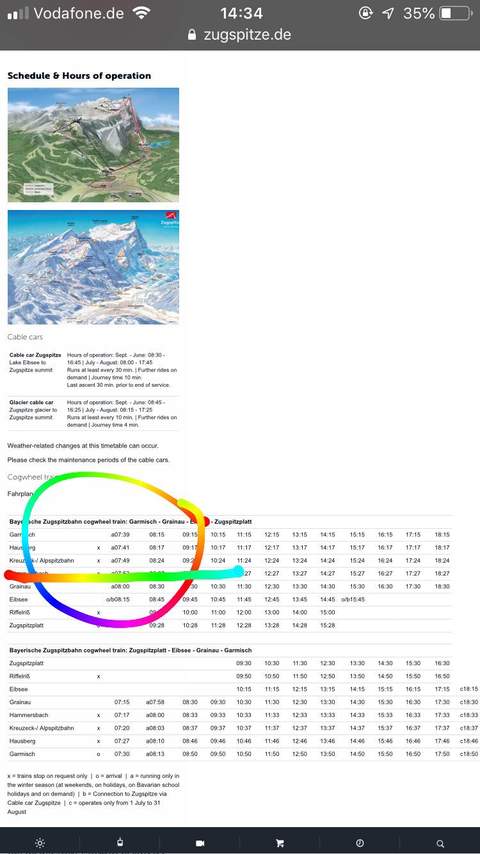 Vodafone.de 14:34 35%
zugspitze.de
Schedule & Hours of operation
Cable cars
Cable car Zugspitze
Lake Eibsee to
Zugspitze summit
Hours of operation: Sept. - June: 08:30 -
16:45 | July - August: 08:00 - 17:45
Runs at least every 30 min. | Further rides on
demand | Journey time 10 min.
Last ascent 30 min. prior to end of service.
Glacier cable car
Zugspitze glacier to
Zugspitze summit
Hours of operation: Sept. - June: 08:45 -
16:25 | July - August: 08:15 - 17:25
Runs at least every 10 min. | Further rides on
demand | Journey time 4 min.
Weather-related changes at this timetable can occur.
Please check the maintenance periods of the cable cars.
Cogwheel
Fahrplan
Bayerische Zugspitzbahn cogwheel train: Garmisch - Grainau - - Zugspitzplatt
Garmisch a07:39 08:15 09:15 10:15 11:15 12:15 13:15 14:15 15:15 16:15 17:15 18:15
Hausberg x a07:41 08:17 10:17 11:17 12:17 13:17 14:17 15:17 16:17 17:17 18:17
Kreuzeck-/ Alpspitzbahn x a07:49 08:24 10:24 11:24 12:24 13:24 14:24 15:24 16:24 17:24 18:24
12:27 13:27 14:27 15:27 16:27 17:27 18:27
Grainau a08:00 08:30 10:30 11:30 12:30 13:30 14:30 15:30 16:30 17:30 18:30
Eibsee o/b08:15 08:45 09:45 10:45 11:45 12:45 13:45 14:45 o/b15:45
Riffelriß x 10:00 11:00 12:00 13:00 14:00 15:00
Zugspitzplatt 09:28 10:28 11:28 12:28 13:28 14:28 15:28
Bayerische Zugspitzbahn cogwheel train: Zugspitzplatt - Eibsee - Grainau - Garmisch
Zugspitzplatt 09:30 10:30 11:30 12:30 13:30 14:30 15:30 16:30
Riffelriß x 09:50 10:50 11:50 12:50 13:50 14:50 15:50 16:50
Eibsee 10:15 11:15 12:15 13:15 14:15 15:15 16:15 17:15 c18:15
Grainau 07:15 a07:58 08:30 09:30 10:30 11:30 12:30 13:30 14:30 15:30 16:30 17:30 c18:30
Hammersbach x 07:17 a08:00 08:33 09:33 10:33 11:33 12:33 13:33 14:33 15:33 16:33 17:33 c18:33
Kreuzeck-/ Alpspitzbahn x 07:20 a08:03 08:37 09:37 10:37 11:37 12:37 13:37 14:37 15:37 16:37 17:37 c18:37
Hausberg x 07:27 a08:10 08:46 09:46 10:46 11:46 12:46 13:46 14:46 15:46 16:46 17:46 c18:46
Garmisch o 07:30 a08:13 08:50 09:50 10:50 11:50 12:50 13:50 14:50 15:50 16:50 17:50 c18:50
x = trains stop on request only | o = arrival | a = running only in
the winter season (at weekends, on holidays, on Bavarian school
holidays and on demand) | b = Connection to Zugspitze via
Cable car Zugspitze | c = operates only from 1 July to 31
August